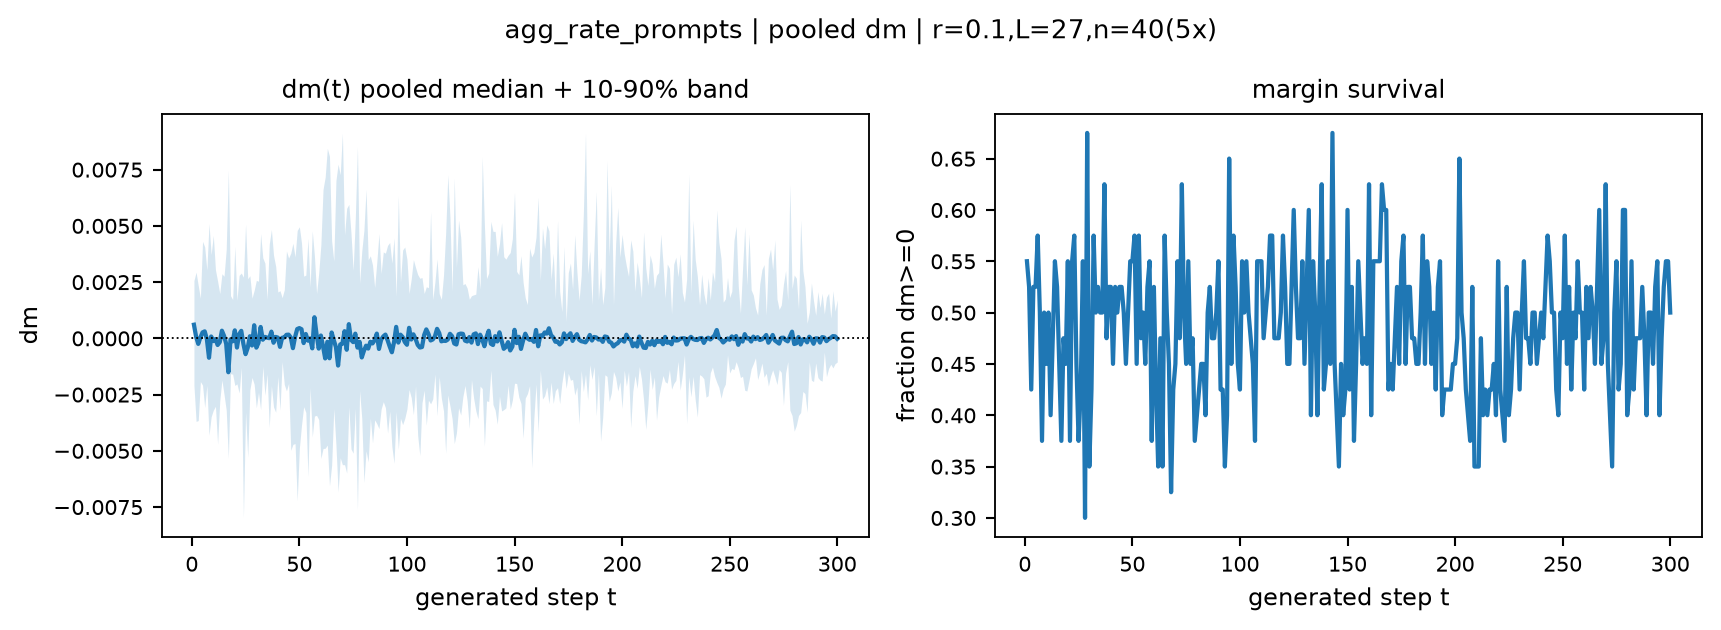 agg_rate_prompts | pooled dm | r=0.1,L=27,n=40(5x)
dm(t) pooled median + 10-90% band
dm
0.0075
0.0050
0.0025
0.0000
−0.0025
−0.0050
−0.0075
0 50 100 150 200 250 300
generated step t
margin survival
fraction dm>=0
0.65
0.60
0.55
0.50
0.45
0.40
0.35
0.30
0 50 100 150 200 250 300
generated step t